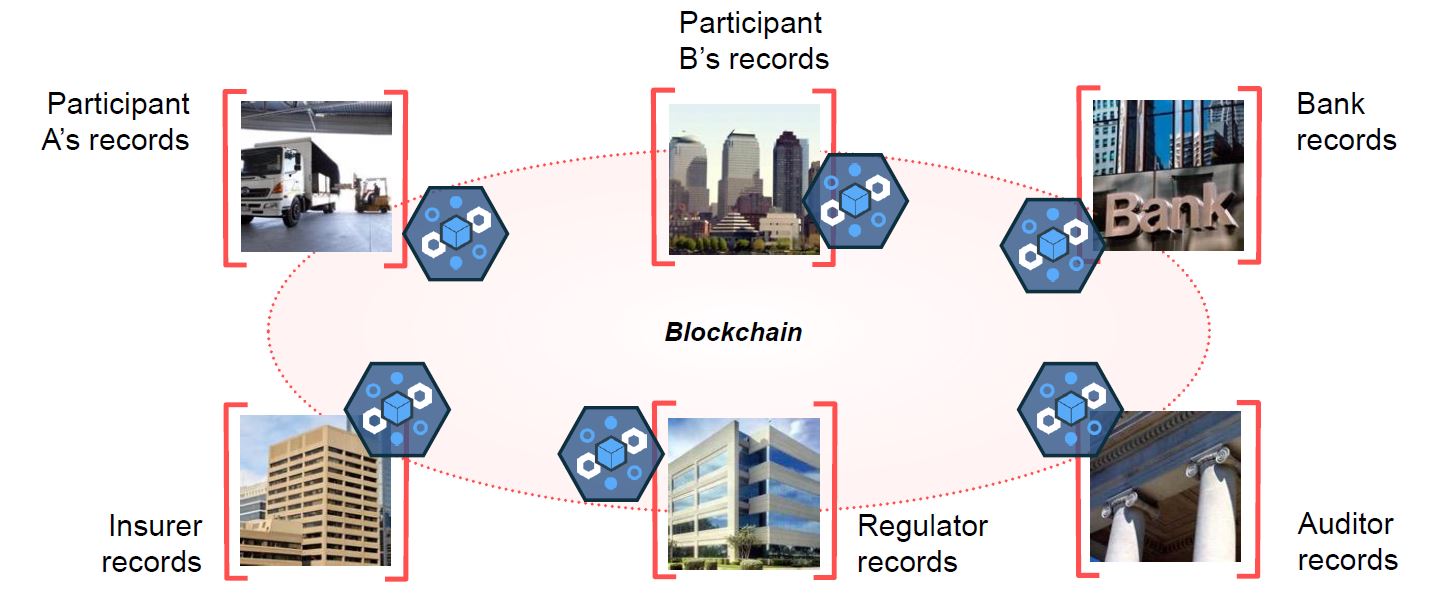 Participant
B’s records
Participant
A’s records
Bank
records
Bank
Blockchain
Insurer
records
Regulator
records
Auditor
records